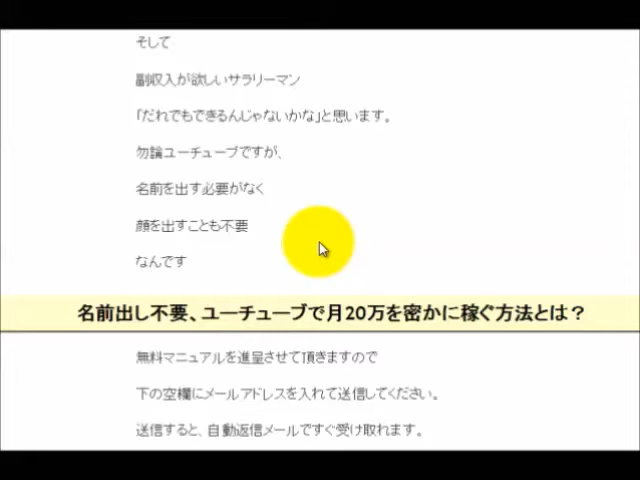 そして
副収入が欲しいサラリーマン
「だれでもできるんじゃないかな」と思います。
勿論ユーチューブですが、
名前を出す必要がなく
顔を出すことも不要
なんです
名前出し不要、ユーチューブで月20万を密かに稼ぐ方法とは？
無料マニュアルを進呈させて頂きますので
下の空欄にメールアドレスを入れて送信してください。
送信すると、自動返信メールですぐ受け取れます。